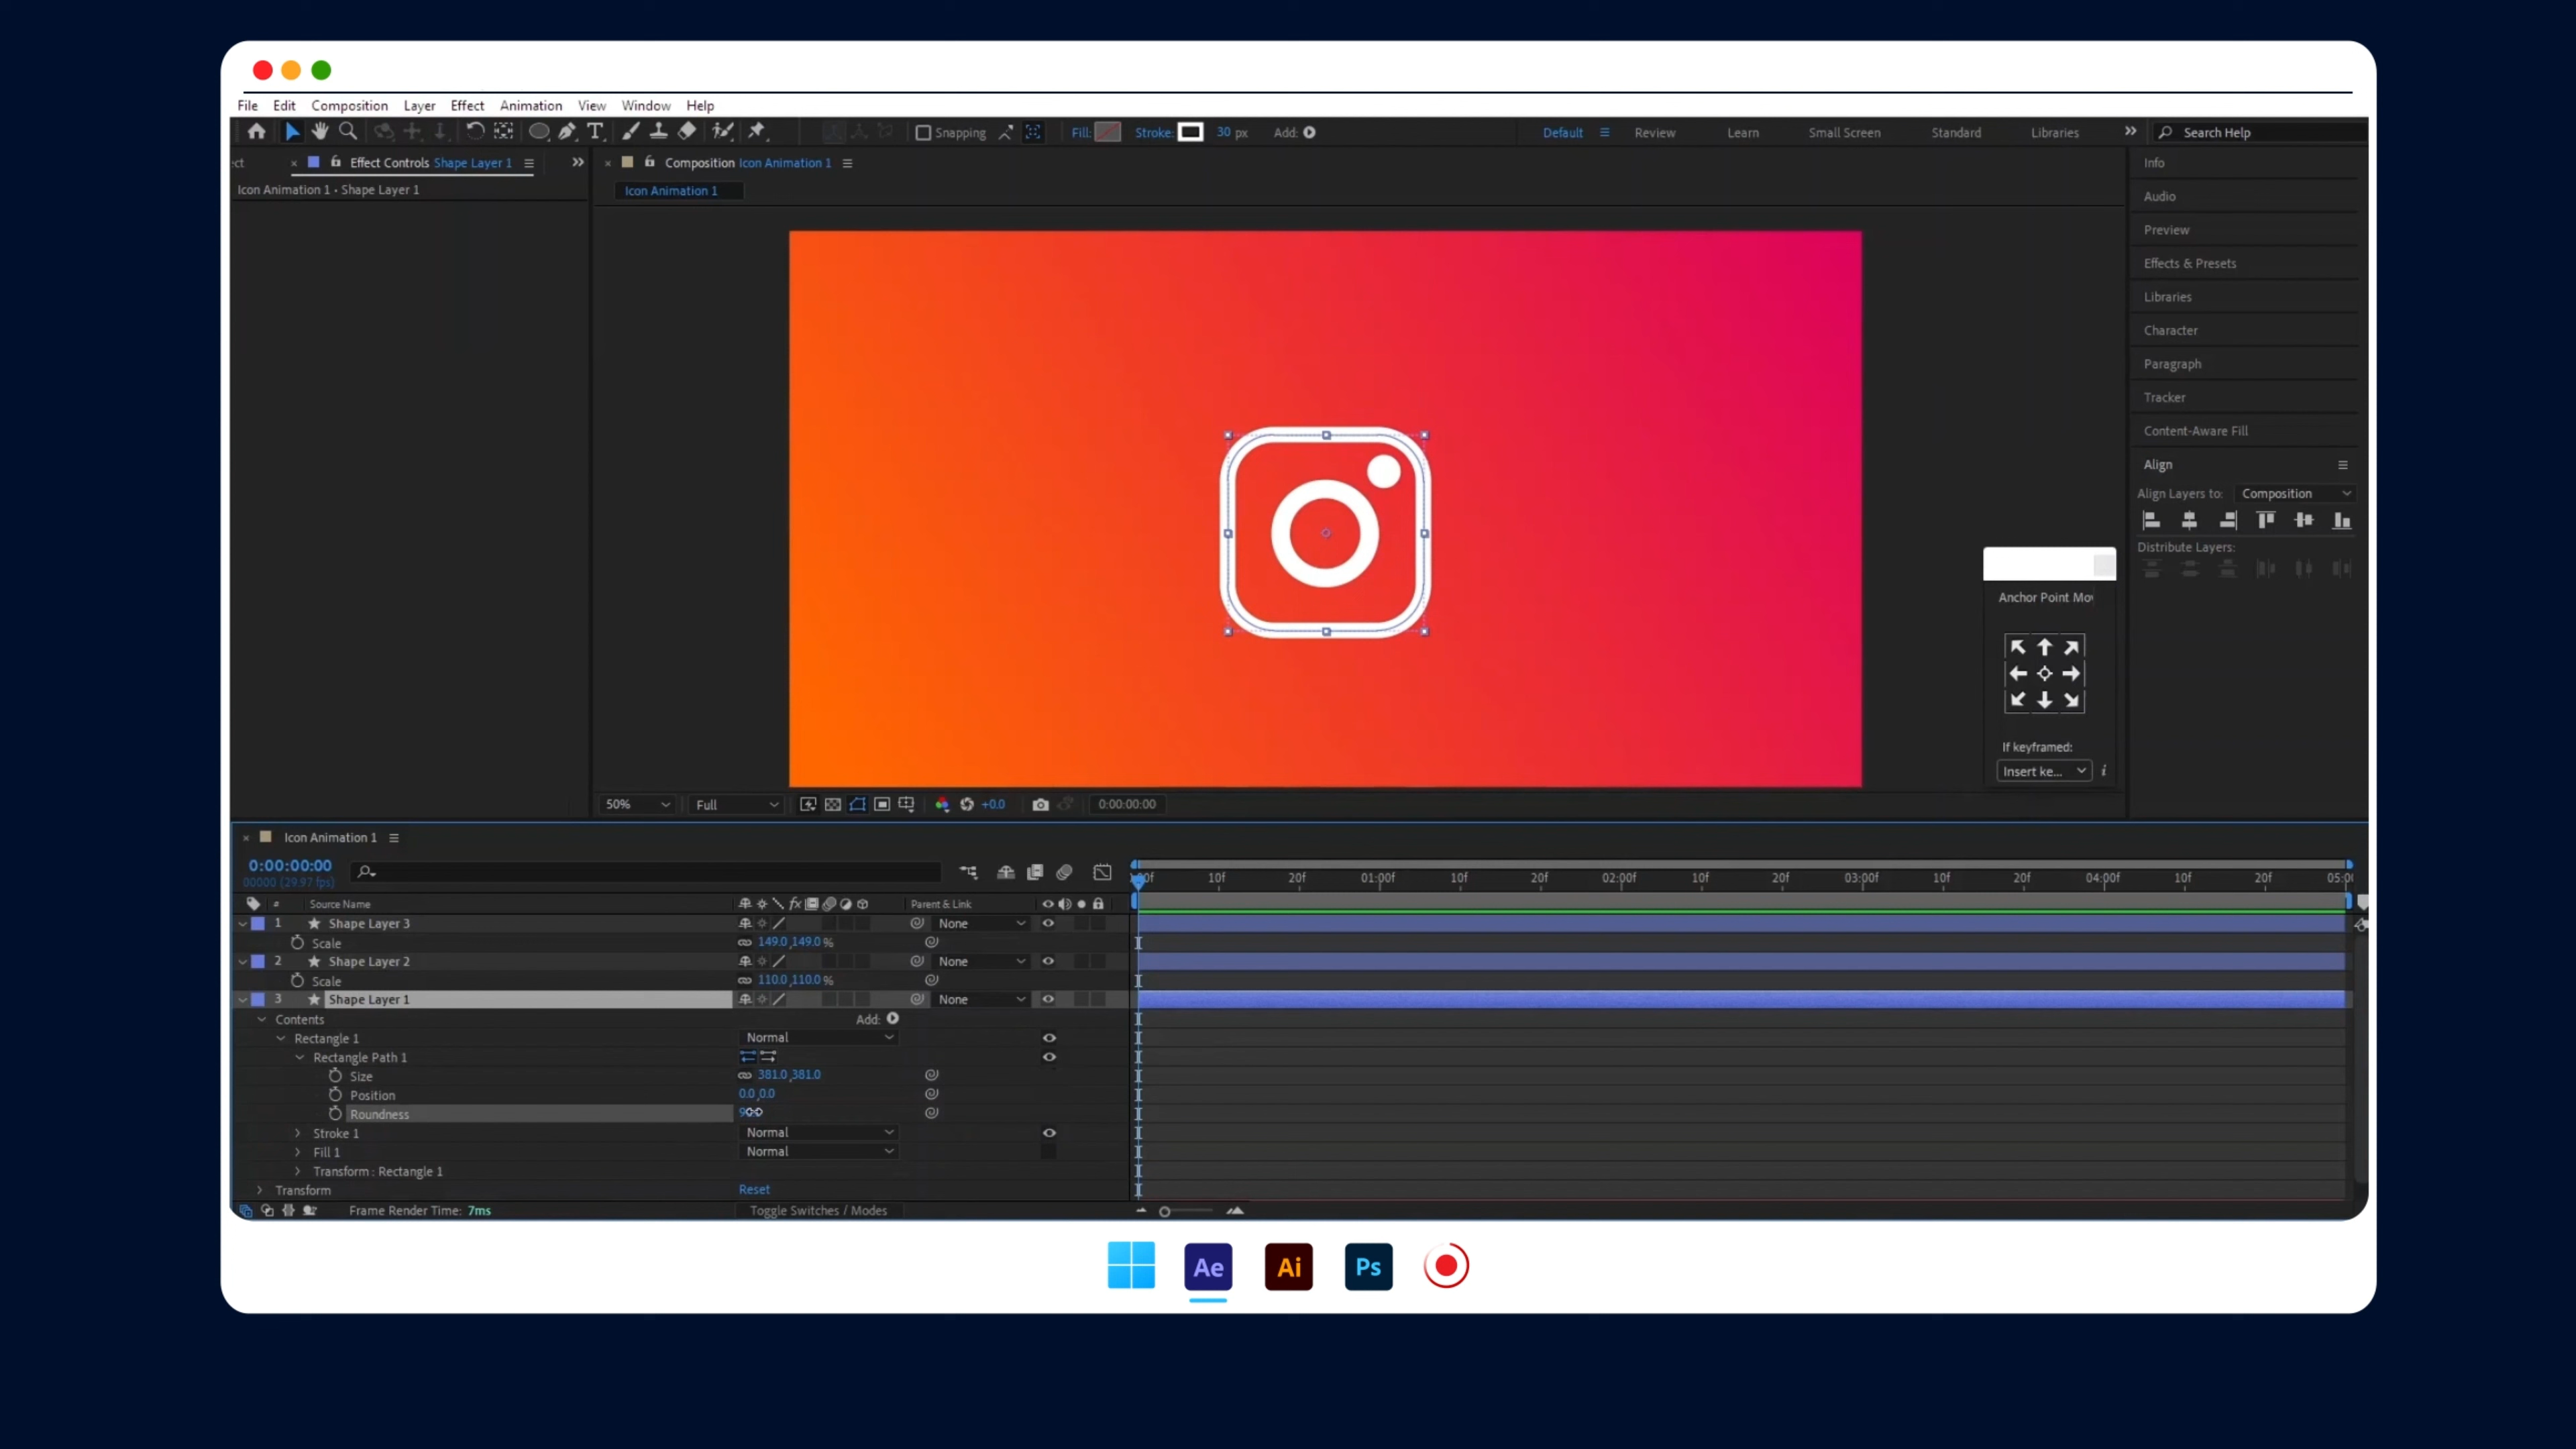 File Edit Composition Layer Effect Animation View Window Help
Snapping Fill: Stroke: 30 px Add: Default Review Learn Small Screen Standard Libraries Search Help
Effect Controls Shape Layer 1
Composition Icon Animation 1
Icon Animation 1 • Shape Layer 1
Icon Animation 1
Info
Audio
Preview
Effects & Presets
Libraries
Character
Paragraph
Tracker
Content-Aware Fill
Align
Align Layers to: Composition
Distribute Layers:
Anchor Point Mov
If keyframed:
Insert ke...
50% Full +0.0 0:00:00:00
Icon Animation 1
0:00:00:00
00000 (29.97 fps)
10f 20f 01:00f 10f 20f 02:00f 10f 20f 03:00f 10f 20f 04:00f 10f 20f
# Source Name fx Parent & Link
1 Shape Layer 3 None
Scale 149.0,149.0%
2 Shape Layer 2 None
Scale 110.0,110.0%
3 Shape Layer 1 None
Contents Add:
Rectangle 1 Normal
Rectangle Path 1
Size 381.0,381.0
Position 0.0,0.0
Roundness
Stroke 1 Normal
Fill 1 Normal
Transform : Rectangle 1
Transform Reset
Frame Render Time: 7ms Toggle Switches / Modes
Ae Ai Ps